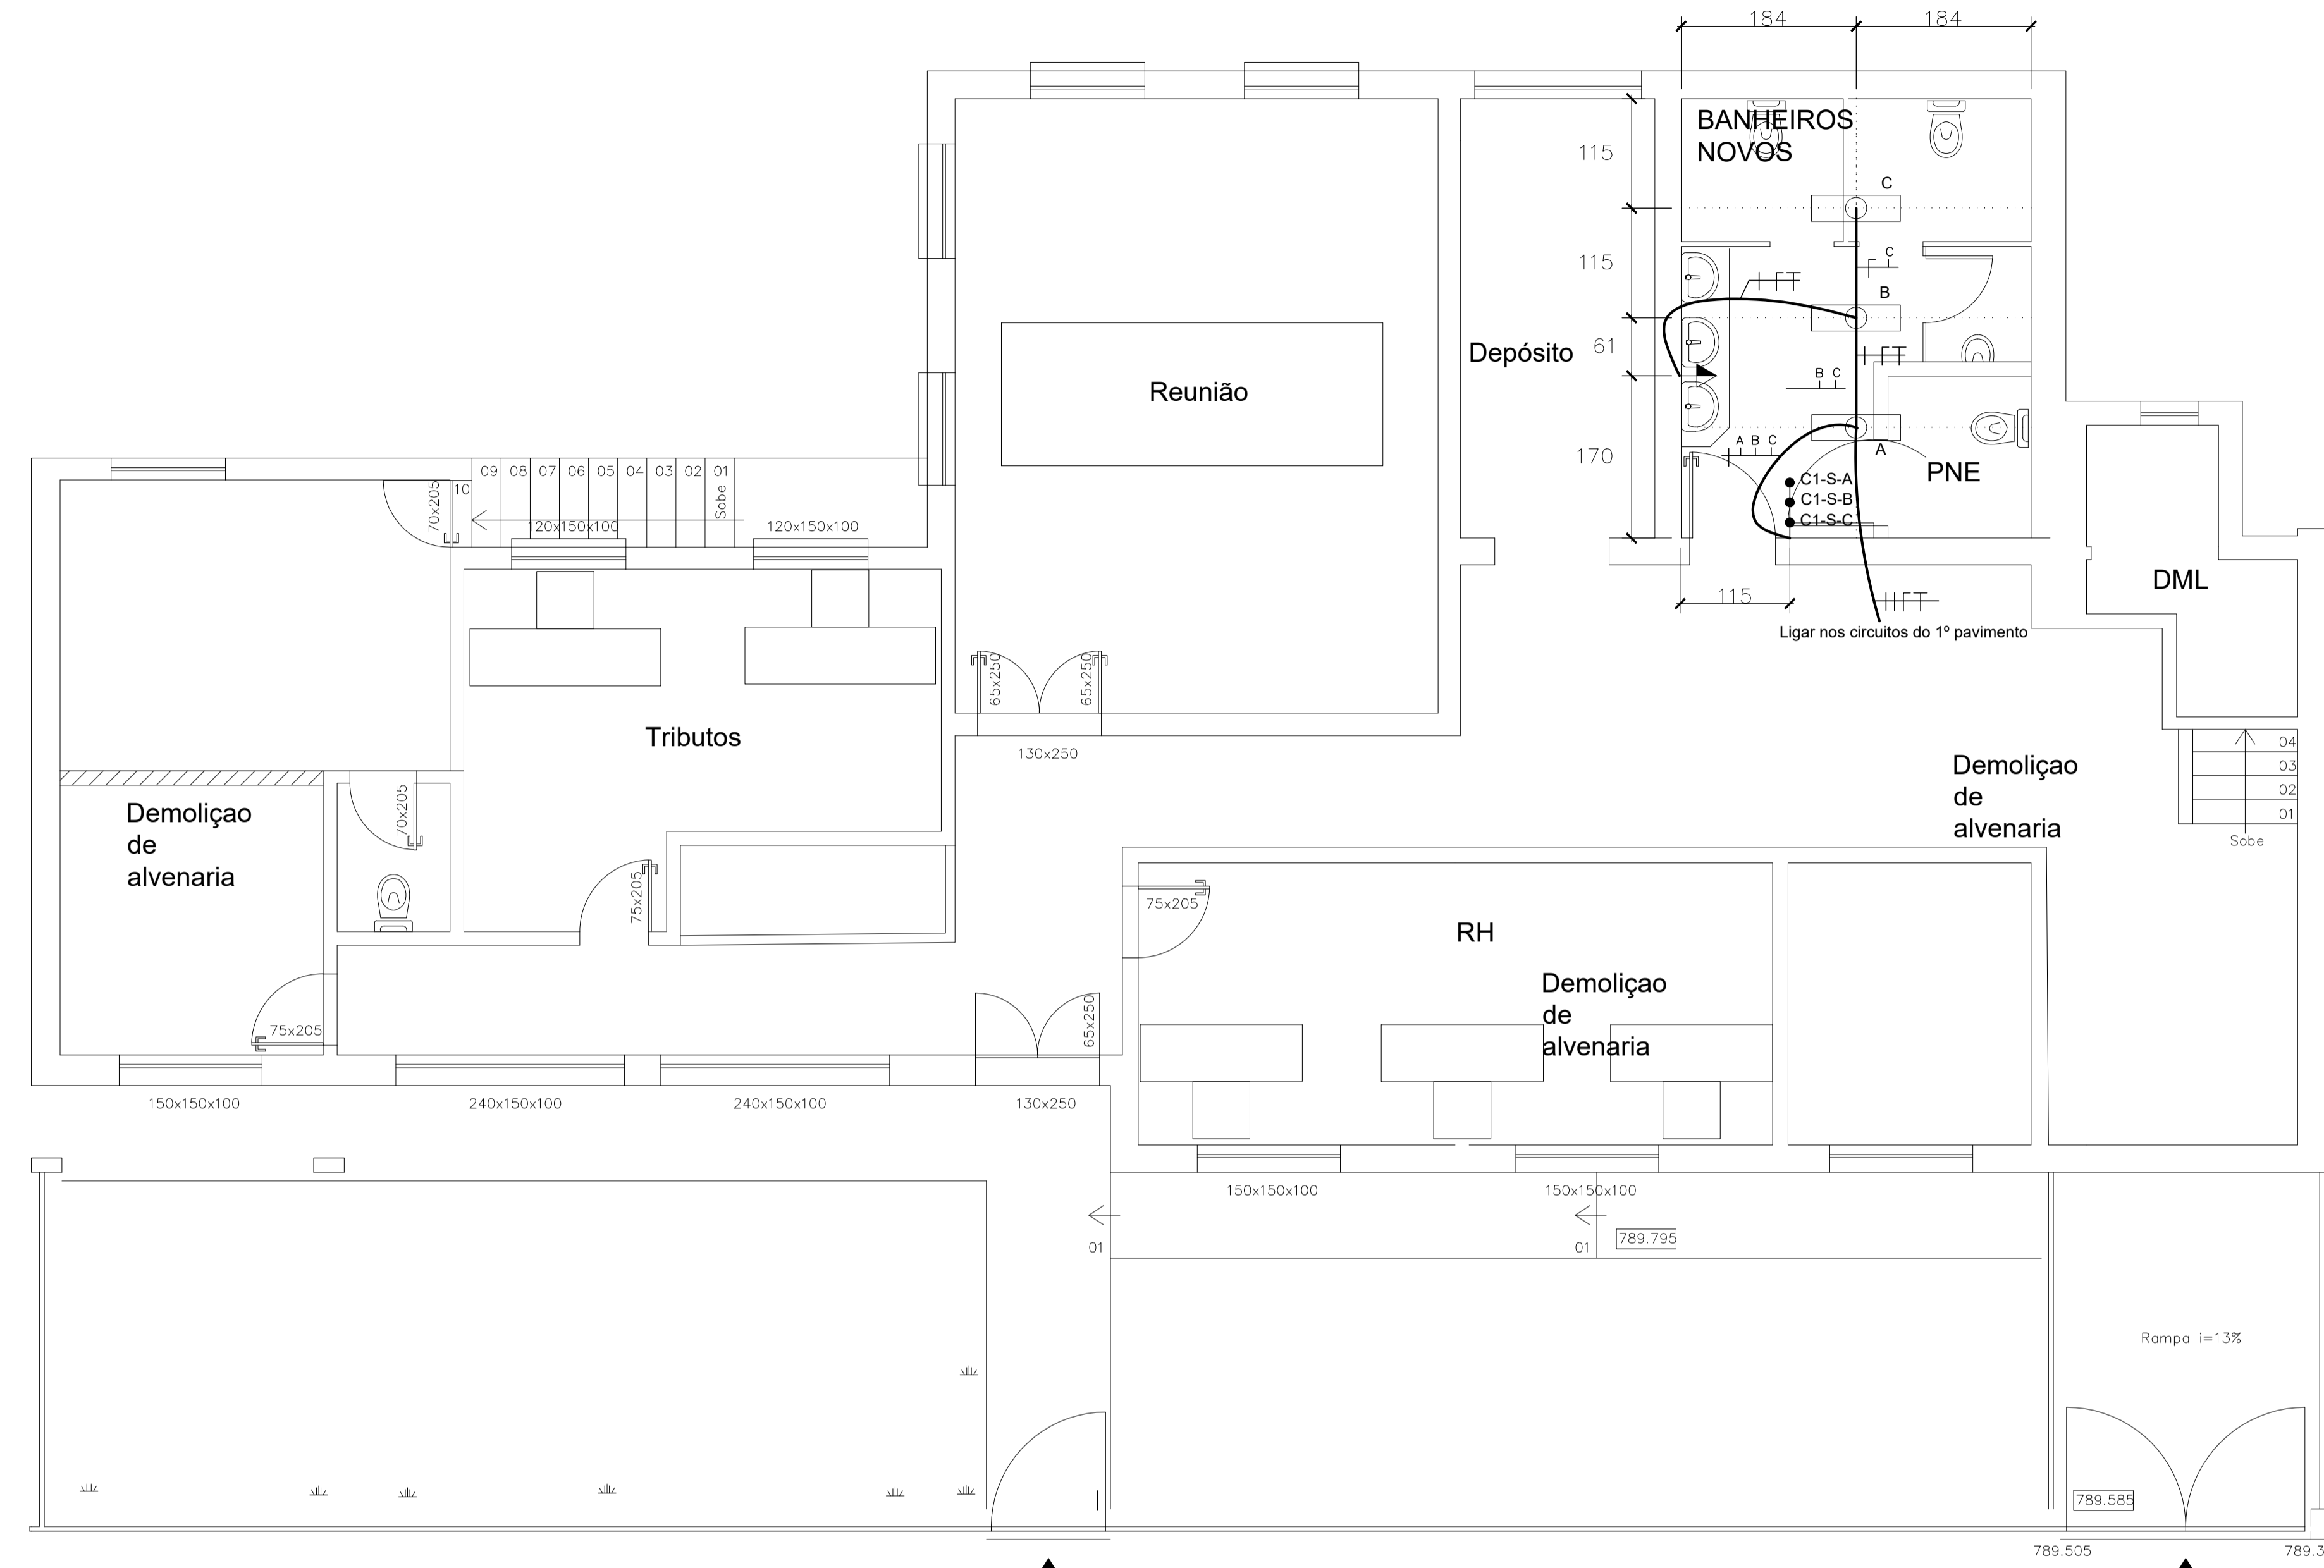 184
184
BANHEIROS
NOVOS
115
C
C
115
B
Depósito
61
Reunião
B C
170
A B C
A
PNE
C1-S-A
C1-S-B
C1-S-C
09 08 07 06 05 04 03 02 01
10
Sobe
70x205
120x150x100
120x150x100
DML
115
Ligar nos circuitos do 1º pavimento
65x250
65x250
Tributos
130x250
04
03
02
01
Sobe
Demoliçao
de
alvenaria
Demoliçao
de
alvenaria
70x205
75x205
75x205
RH
Demoliçao
de
alvenaria
75x205
65x250
150x150x100
240x150x100
240x150x100
130x250
150x150x100
150x150x100
01
01
789.795
Rampa i=13%
789.585
789.505